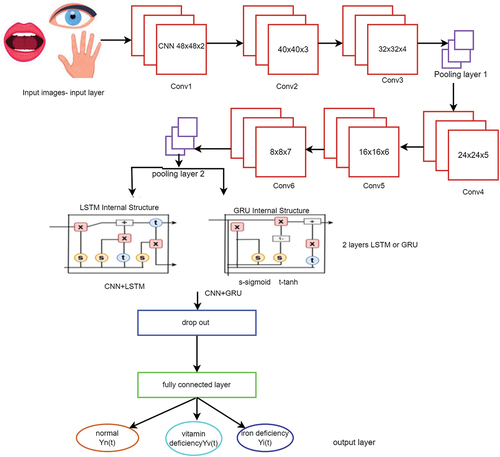 CNN 48x48x2
40x40x3
32x32x4
Pooling layer 1
Input images- input layer
Conv1
Conv2
Conv3
8x8x7
16x16x6
24x24x5
pooling layer 2
Conv6
Conv5
Conv4
LSTM Internal Structure
GRU Internal Structure
x + t
x x
s s t s
x +
x
s s t
2 layers LSTM or GRU
CNN+LSTM
s-sigmoid t-tanh
CNN+GRU
drop out
fully connected layer
normal
Yn(t)
vitamin
deficiencyYv(t)
iron deficiency
Yi(t)
output layer